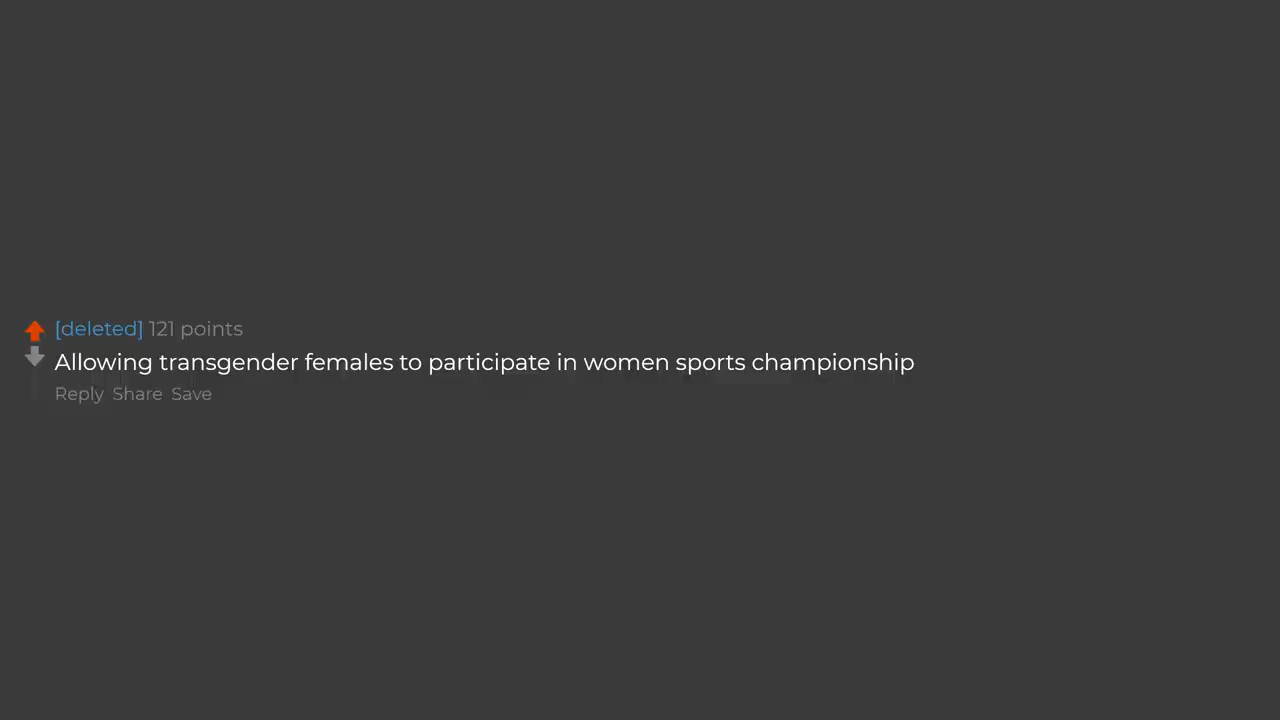 [deleted] 121 points
Allowing transgender females to participate in women sports championship
Reply Share Save